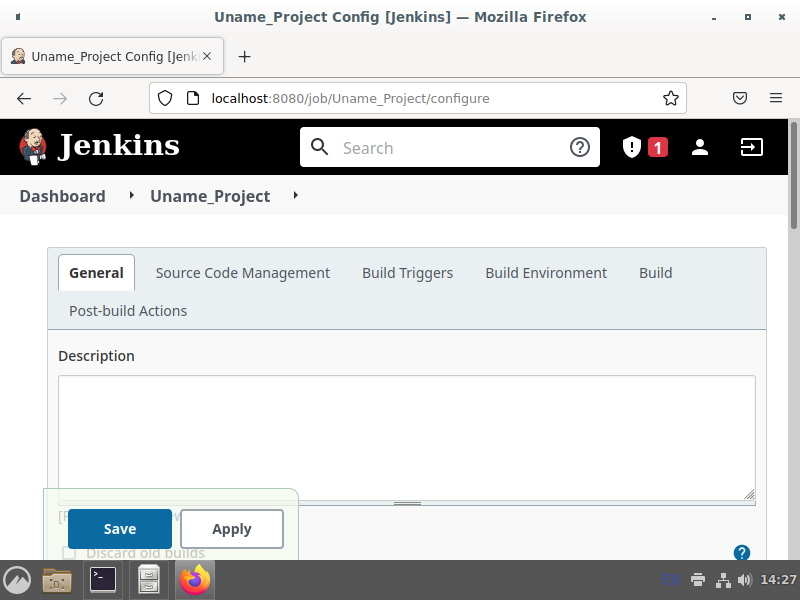 Uname_Project Config [Jenkins] — Mozilla Firefox
Uname_Project Config [Jenk
localhost:8080/job/Uname_Project/configure
Jenkins
Search
1
Dashboard
Uname_Project
General
Source Code Management
Build Triggers
Build Environment
Build
Post-build Actions
Description
Save
Apply
Discard old builds
EN
14:27